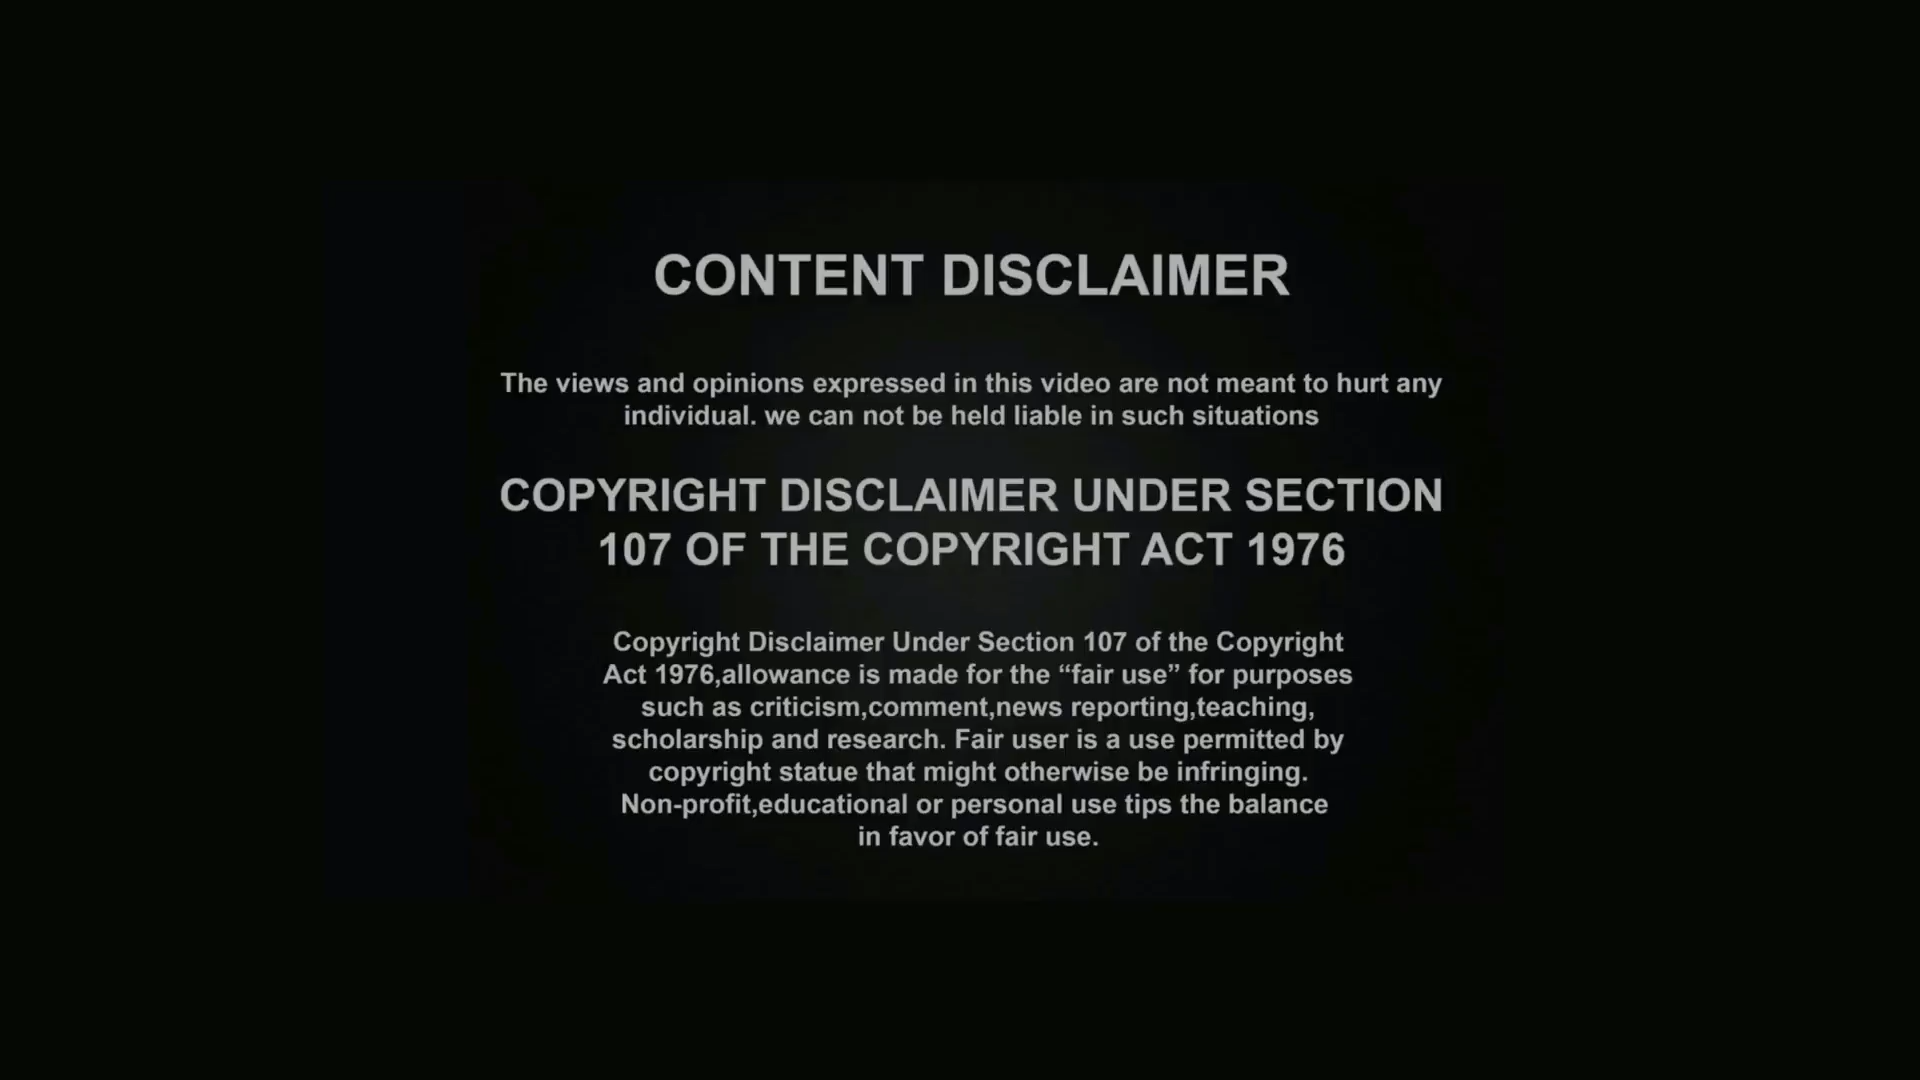 CONTENT DISCLAIMER
The views and opinions expressed in this video are not meant to hurt any
individual. we can not be held liable in such situations
COPYRIGHT DISCLAIMER UNDER SECTION
107 OF THE COPYRIGHT ACT 1976
Copyright Disclaimer Under Section 107 of the Copyright
Act 1976,allowance is made for the “fair use” for purposes
such as criticism,comment,news reporting,teaching,
scholarship and research. Fair user is a use permitted by
copyright statue that might otherwise be infringing.
Non-profit,educational or personal use tips the balance
in favor of fair use.